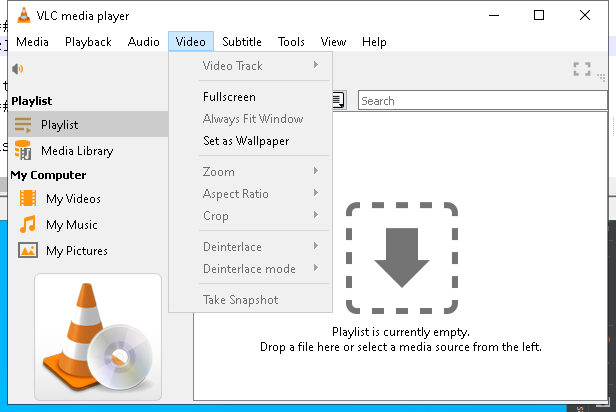 VLC media player
Media Playback Audio Video Subtitle Tools View Help
Video Track
Fullscreen
Always Fit Window
Set as Wallpaper
Zoom
Aspect Ratio
Crop
Deinterlace
Deinterlace mode
Take Snapshot
Search
Playlist
Playlist
Media Library
My Computer
My Videos
My Music
My Pictures
Playlist is currently empty.
Drop a file here or select a media source from the left.